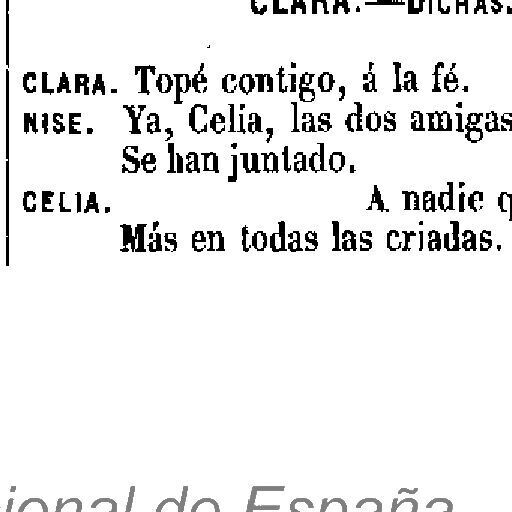 CLARA.—DICHAS.
CLARA. Topé contigo, á la fé.
NISE. Ya, Celia, las dos amigas
Se han juntado.
CELIA. A nadie q
Más en todas las criadas.
ional de España